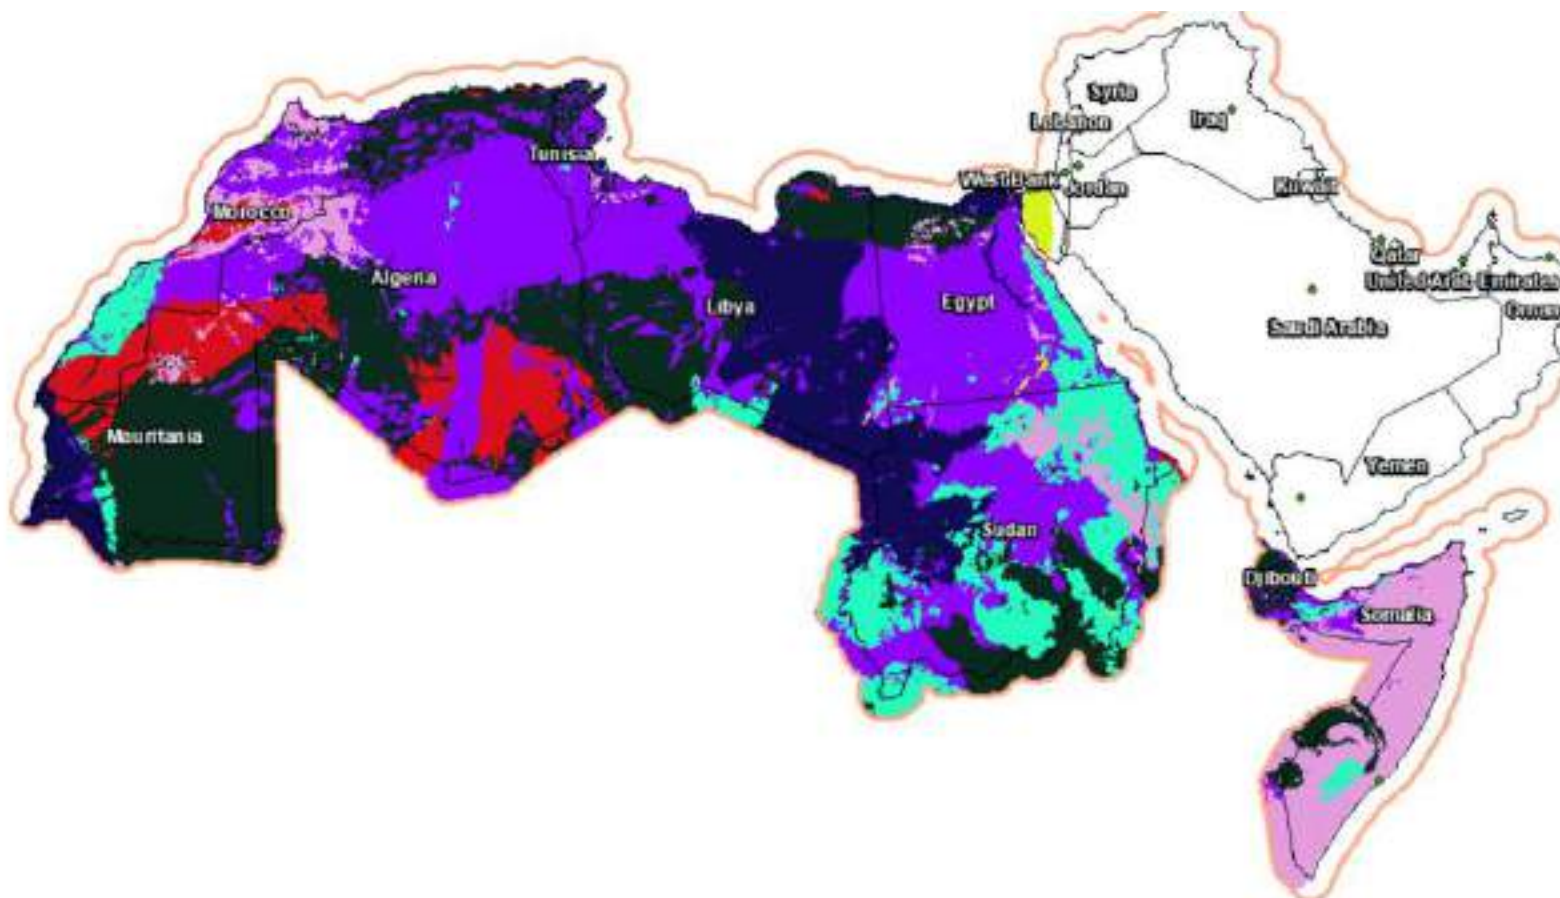 Syria
Lebanon
Iraq
Tunisia
West Bank
Jordan
Kuwait
Morocco
Qatar
Algeria
United Arab Emirates
Libya
Egypt
Oman
Saudi Arabia
Mouritania
Yemen
Sudan
Djibouti
Somalia